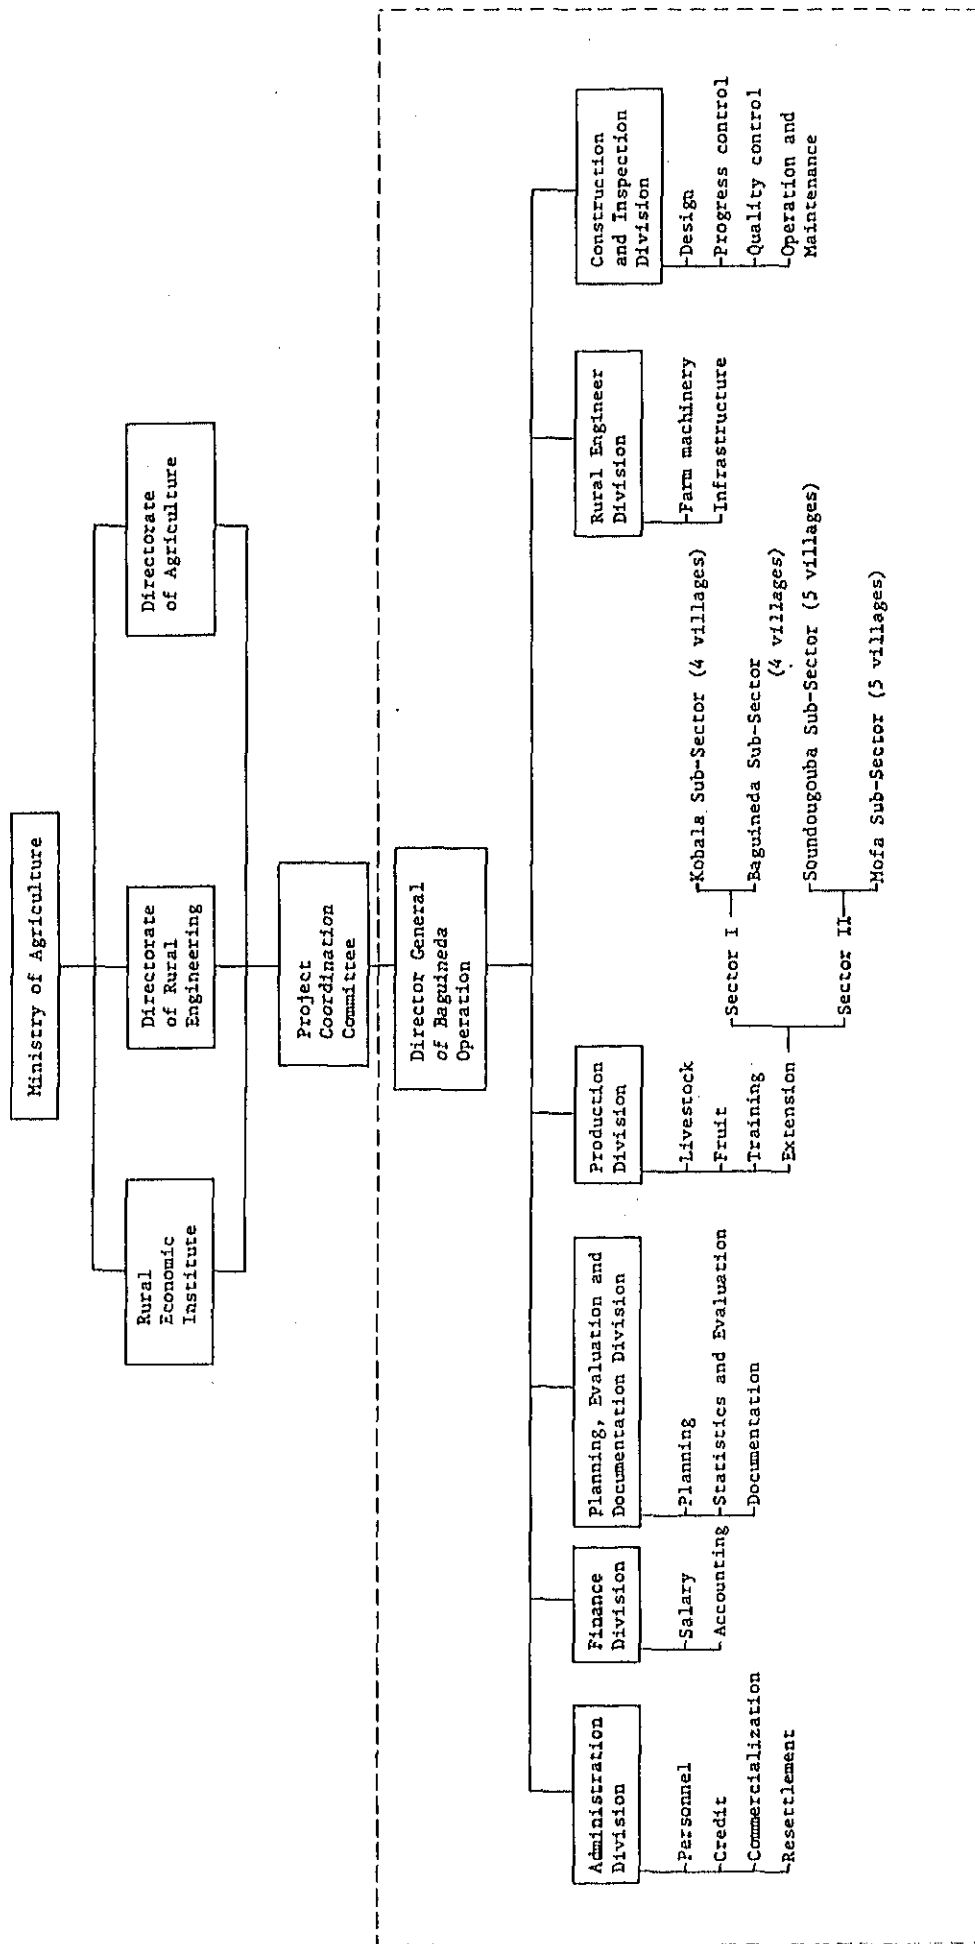 Ministry of Agriculture
Rural
Economic
Institute
Directorate
of Rural
Engineering
Directorate
of Agriculture
Project
Coordination
Committee
Director General
of Baguineda
Operation
Administration
Division
Personnel
Credit
Commercialization
Resettlement
Finance
Division
Salary
Accounting
Planning, Evaluation and
Documentation Division
Planning
Statistics and Evaluation
Documentation
Production
Division
Livestock
Fruit
Training
Extension
Sector I
Kobala Sub-Sector (4 villages)
Baguineda Sub-Sector
(4 villages)
Sector II
Soundougouba Sub-Sector (5 villages)
Mofa Sub-Sector (5 villages)
Rural Engineer
Division
Farm machinery
Infrastructure
Construction
and Inspection
Division
Design
Progress control
Quality control
Operation and
Maintenance